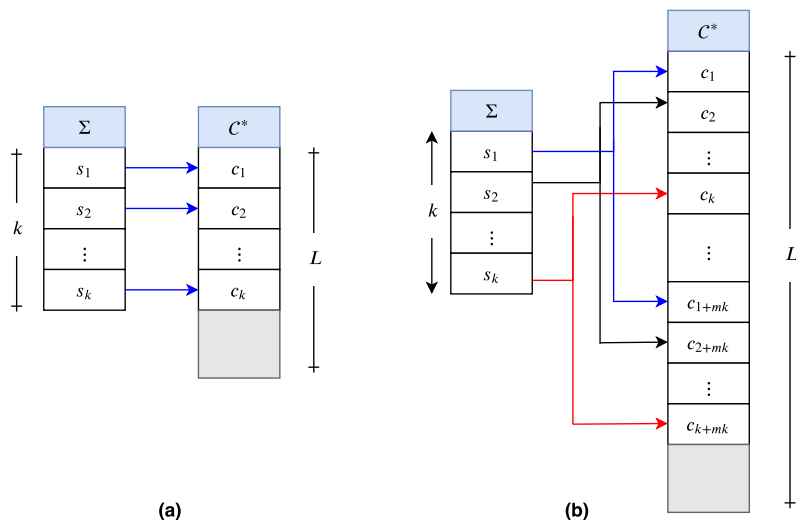 Σ
C*
s₁
c₁
s₂
c₂
k
⋮
⋮
L
sₖ
cₖ
(a)
C*
c₁
Σ
c₂
s₁
⋮
s₂
cₖ
k
⋮
⋮
L
sₖ
c₁₊ₘₖ
c₂₊ₘₖ
⋮
cₖ₊ₘₖ
(b)